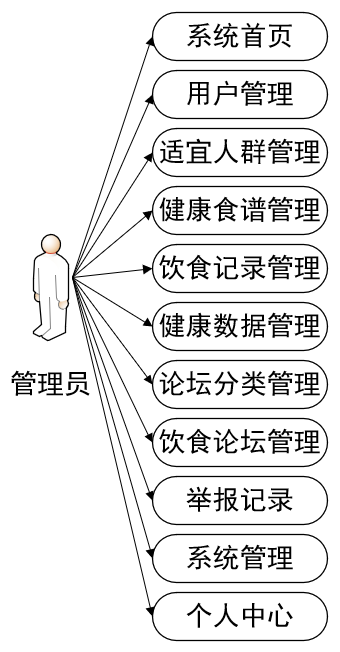 系统首页
用户管理
适宜人群管理
健康食谱管理
饮食记录管理
健康数据管理
管理员
论坛分类管理
饮食论坛管理
举报记录
系统管理
个人中心